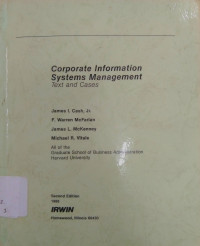 Corporate Information
Systems Management
Text and Cases
James I. Cash, Jr.
F. Warren McFarlan
James L. McKenney
Michael R. Vitale
All of the
Graduate School of Business Administration
Harvard University
Second Edition
1988
IRWIN
Homewood, Illinois 60430